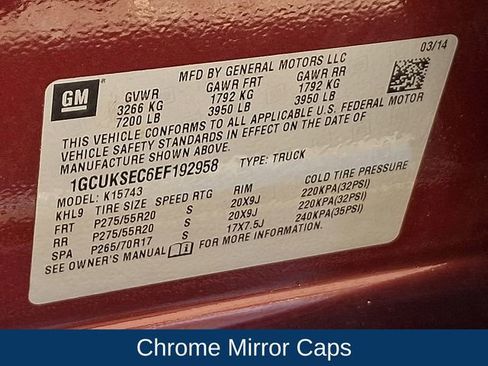 GM
MFD BY GENERAL MOTORS LLC
03/14
GVWR GAWR FRT GAWR RR
3266 KG 1792 KG 1792 KG
7200 LB 3950 LB 3950 LB
THIS VEHICLE CONFORMS TO ALL APPLICABLE U.S. FEDERAL MOTOR
VEHICLE SAFETY STANDARDS IN EFFECT ON THE DATE OF
MANUFACTURE SHOWN ABOVE.
1GCUKSEC6EF192958 TYPE: TRUCK
MODEL: K15743
KHL9 TIRE SIZE SPEED RTG RIM COLD TIRE PRESSURE
FRT P275/55R20 S 20X9J 220KPA(32PSI)
RR P275/55R20 S 20X9J 220KPA(32PSI)
SPA P265/70R17 S 17X7.5J 240KPA(35PSI)
SEE OWNER'S MANUAL FOR MORE INFORMATION.
Chrome Mirror Caps